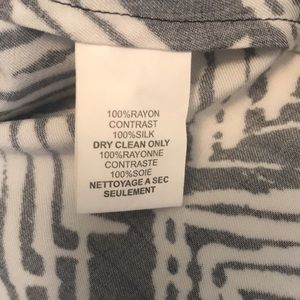 100%RAYON
CONTRAST
100%SILK
DRY CLEAN ONLY
100%RAYONNE
CONTRASTE
100%SOIE
NETTOYAGE A SEC
SEULEMENT